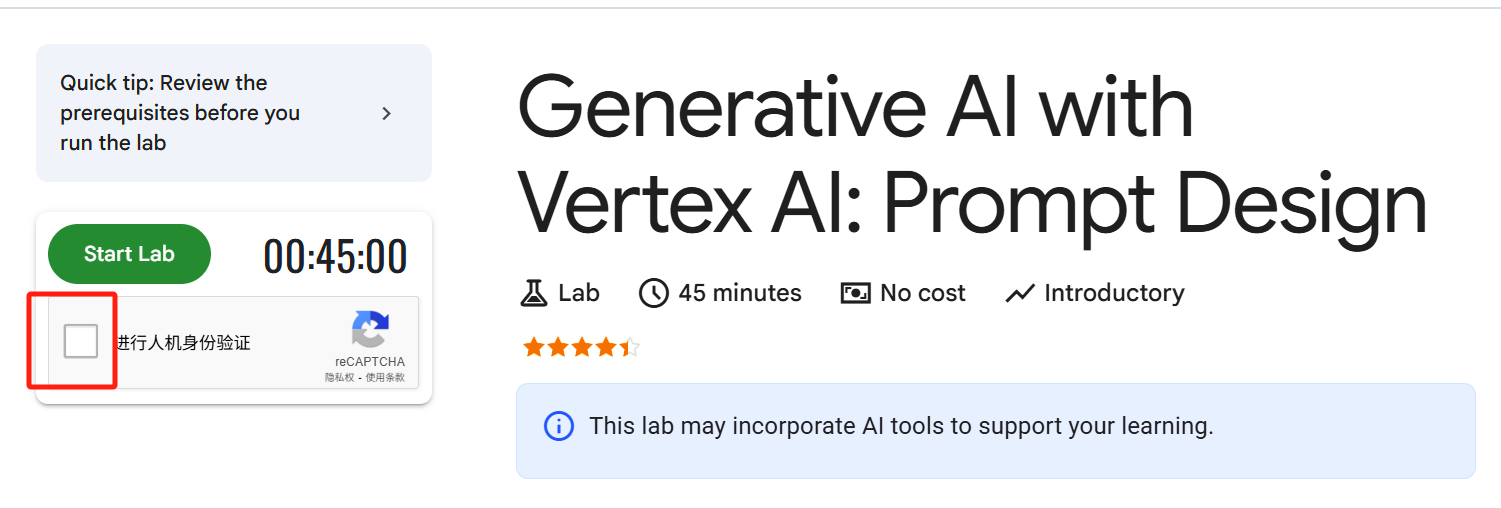 Quick tip: Review the
prerequisites before you
run the lab
Start Lab
00:45:00
进行人机身份验证
reCAPTCHA
隐私权 - 使用条款
Generative AI with
Vertex AI: Prompt Design
Lab
45 minutes
No cost
Introductory
This lab may incorporate AI tools to support your learning.